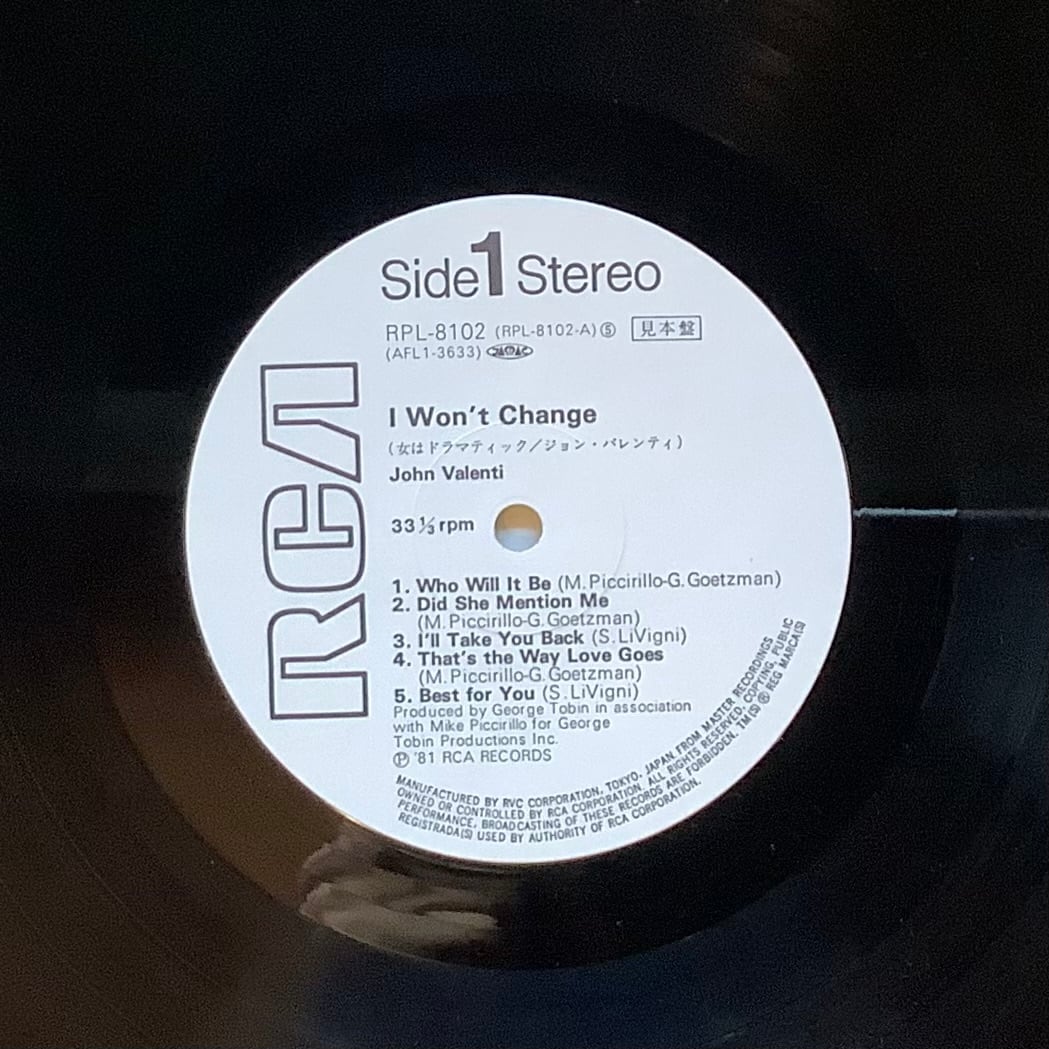 Side 1 Stereo
RPL-8102 (RPL-8102-A) ⑤ 見本盤
(AFL1-3633)
I Won't Change
(女はドラマティック/ジョン・バレンティ)
John Valenti
33⅓ rpm
RCA
1. Who Will It Be (M. Piccirillo-G. Goetzman)
2. Did She Mention Me
(M. Piccirillo-G. Goetzman)
3. I'll Take You Back (S. LiVigni)
4. That's the Way Love Goes
(M. Piccirillo-G. Goetzman)
5. Best for You (S. LiVigni)
Produced by George Tobin in association
with Mike Piccirillo for George
Tobin Productions Inc.
Ⓟ '81 RCA RECORDS
MANUFACTURED BY RVC CORPORATION, TOKYO, JAPAN. FROM MASTER RECORDINGS
OWNED OR CONTROLLED BY RCA CORPORATION. ALL RIGHTS RESERVED. COPYING, PUBLIC
PERFORMANCE, BROADCASTING OF THESE RECORDS ARE FORBIDDEN. TM(S) ® REG MARCA(S)
REGISTRADA(S) USED BY AUTHORITY OF RCA CORPORATION.